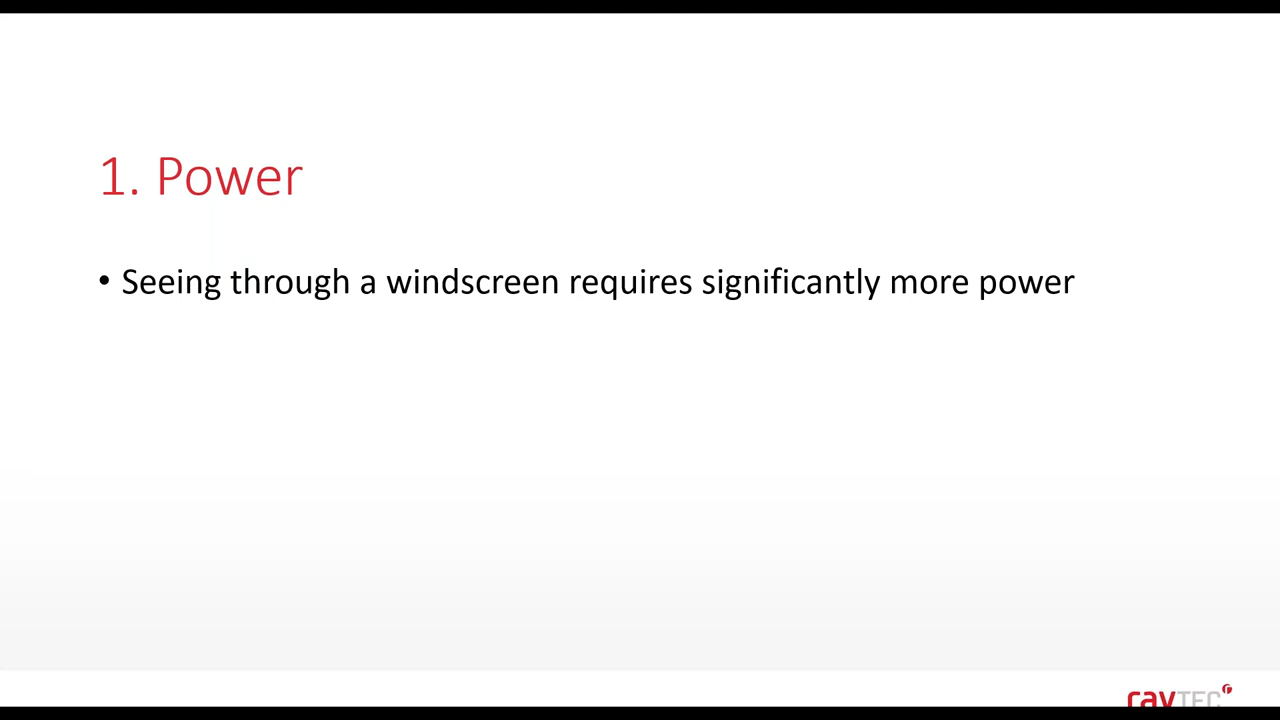 1. Power
• Seeing through a windscreen requires significantly more power
rayTEC